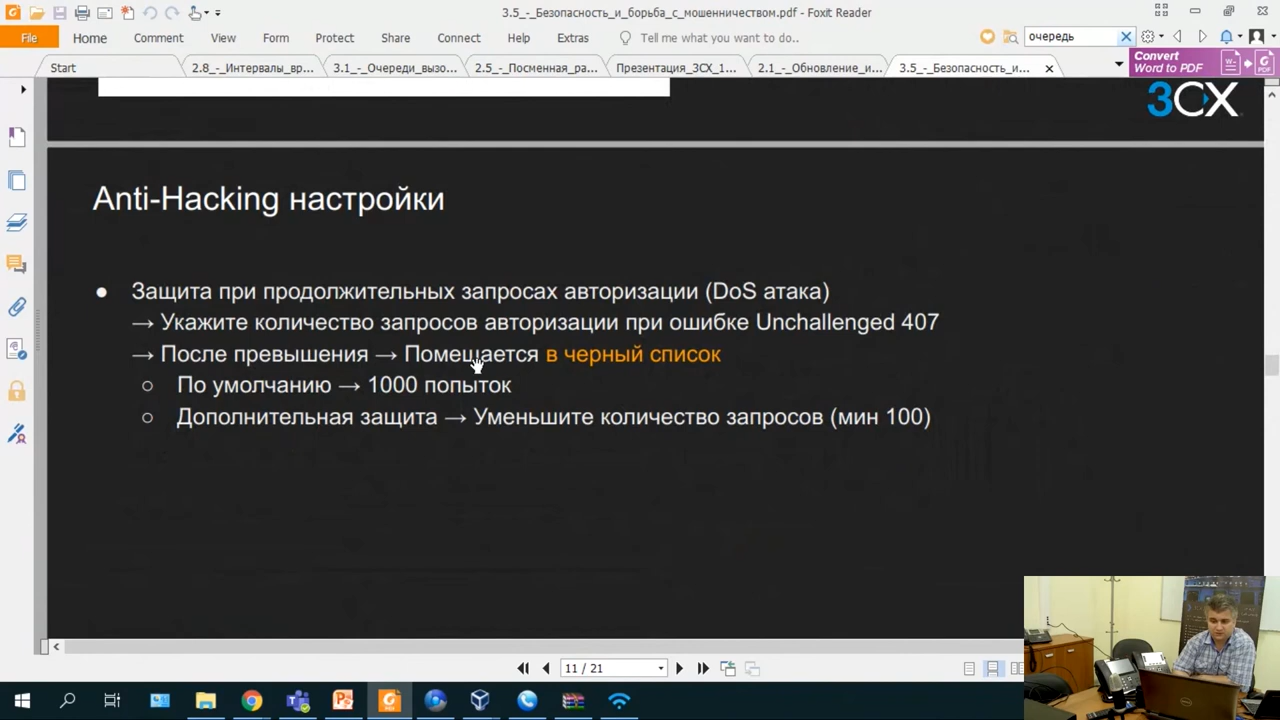 3.5_-_Безопасность_и_борьба_с_мошенничеством.pdf - Foxit Reader
File Home Comment View Form Protect Share Connect Help Extras Tell me what you want to do.. очередь
Start 2.8_-_Интервалы_вр... 3.1_-_Очереди_вызо... 2.5_-_Посменная_ра... Презентация_3CX_1... 2.1_-_Обновление_и... 3.5_-_Безопасность_и...
Convert
Word to PDF
3CX
Anti-Hacking настройки
● Защита при продолжительных запросах авторизации (DoS атака)
→ Укажите количество запросов авторизации при ошибке Unchallenged 407
→ После превышения → Помещается в черный список
○ По умолчанию → 1000 попыток
○ Дополнительная защита → Уменьшите количество запросов (мин 100)
11 / 21